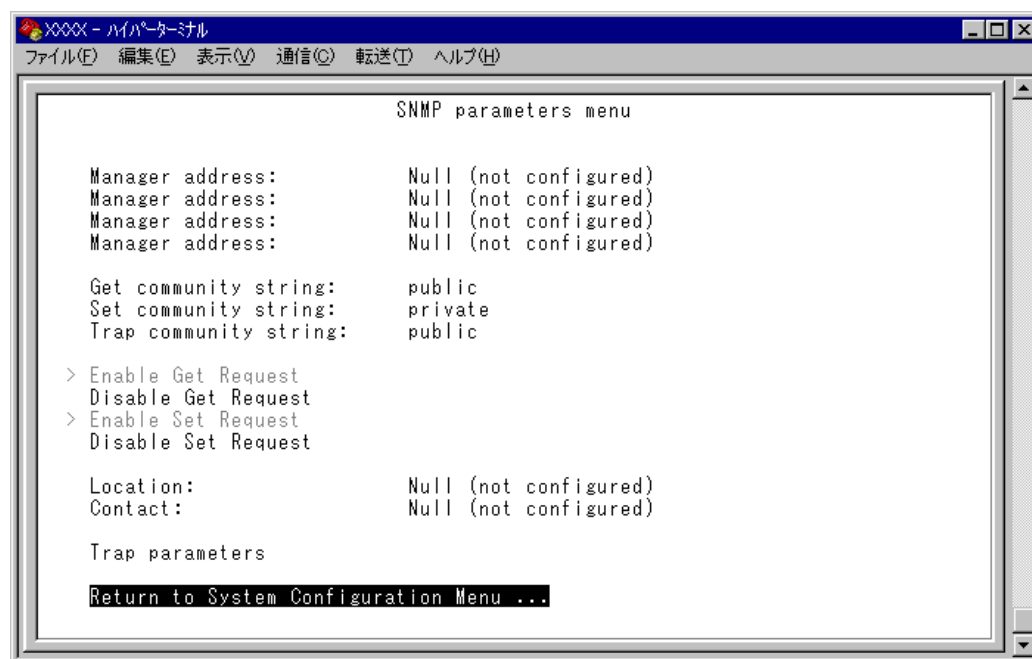 XXXX - ハイパーターミナル
ファイル(F) 編集(E) 表示(V) 通信(C) 転送(T) ヘルプ(H)
SNMP parameters menu
Manager address: Null (not configured)
Manager address: Null (not configured)
Manager address: Null (not configured)
Manager address: Null (not configured)
Get community string: public
Set community string: private
Trap community string: public
> Enable Get Request
Disable Get Request
> Enable Set Request
Disable Set Request
Location: Null (not configured)
Contact: Null (not configured)
Trap parameters
Return to System Configuration Menu ...